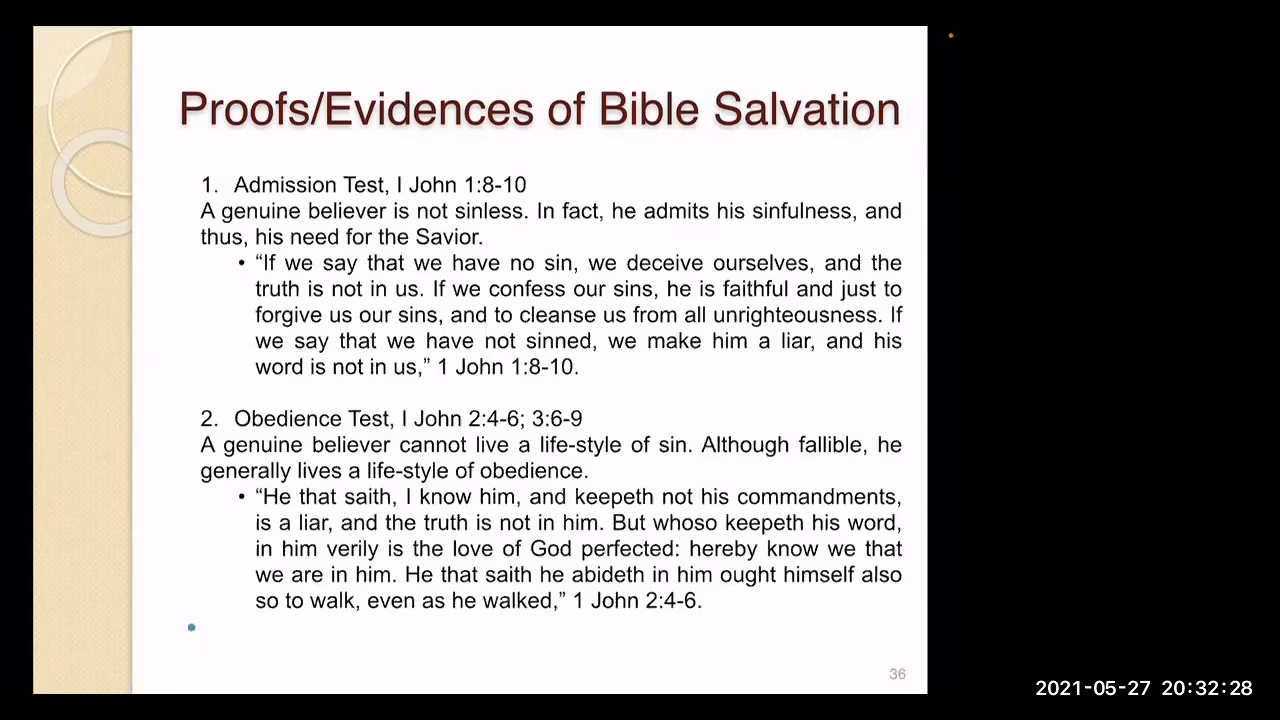 Proofs/Evidences of Bible Salvation
1. Admission Test, I John 1:8-10
A genuine believer is not sinless. In fact, he admits his sinfulness, and
thus, his need for the Savior.
• “If we say that we have no sin, we deceive ourselves, and the
truth is not in us. If we confess our sins, he is faithful and just to
forgive us our sins, and to cleanse us from all unrighteousness. If
we say that we have not sinned, we make him a liar, and his
word is not in us,” 1 John 1:8-10.
2. Obedience Test, I John 2:4-6; 3:6-9
A genuine believer cannot live a life-style of sin. Although fallible, he
generally lives a life-style of obedience.
• “He that saith, I know him, and keepeth not his commandments,
is a liar, and the truth is not in him. But whoso keepeth his word,
in him verily is the love of God perfected: hereby know we that
we are in him. He that saith he abideth in him ought himself also
so to walk, even as he walked,” 1 John 2:4-6.
36
2021-05-27 20:32:28